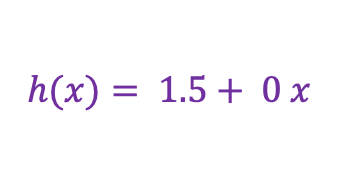 h(x) = 1.5 + 0 x